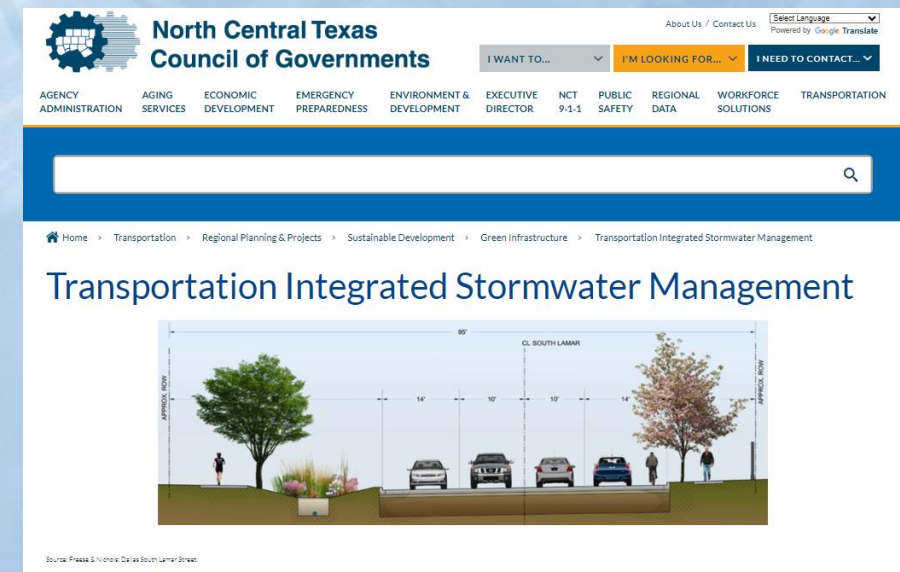 North Central Texas
Council of Governments
About Us / Contact Us
Select Language
Powered by Google Translate
I WANT TO...
I'M LOOKING FOR...
I NEED TO CONTACT...
AGENCY
ADMINISTRATION
AGING
SERVICES
ECONOMIC
DEVELOPMENT
EMERGENCY
PREPAREDNESS
ENVIRONMENT &
DEVELOPMENT
EXECUTIVE
DIRECTOR
NCT
9-1-1
PUBLIC
SAFETY
REGIONAL
DATA
WORKFORCE
SOLUTIONS
TRANSPORTATION
Home › Transportation › Regional Planning & Projects › Sustainable Development › Green Infrastructure › Transportation Integrated Stormwater Management
Transportation Integrated Stormwater Management
95'
CL SOUTH LAMAR
APPROX. ROW
14' 10' 10' 14'
APPROX. ROW
Source: Freese & Nichols; Dallas South Lamar Street.